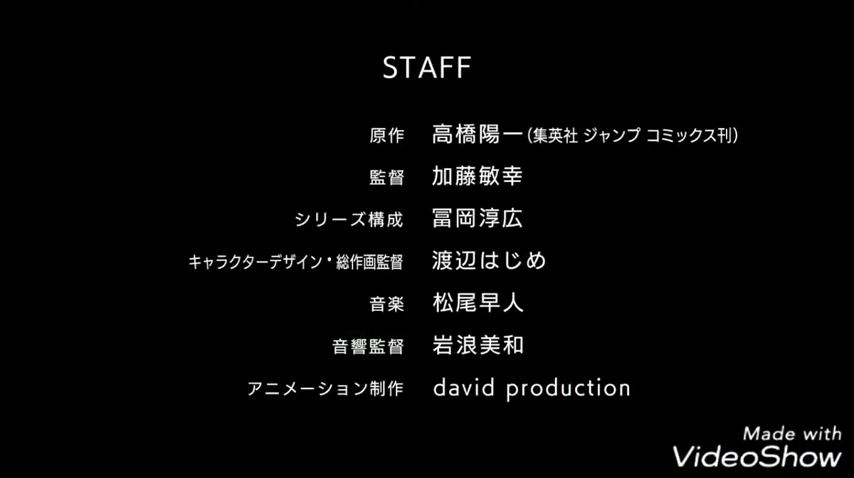 STAFF
原作 高橋陽一(集英社 ジャンプ コミックス刊)
監督 加藤敏幸
シリーズ構成 冨岡淳広
キャラクターデザイン・総作画監督 渡辺はじめ
音楽 松尾早人
音響監督 岩浪美和
アニメーション制作 david production
Made with
VideoShow